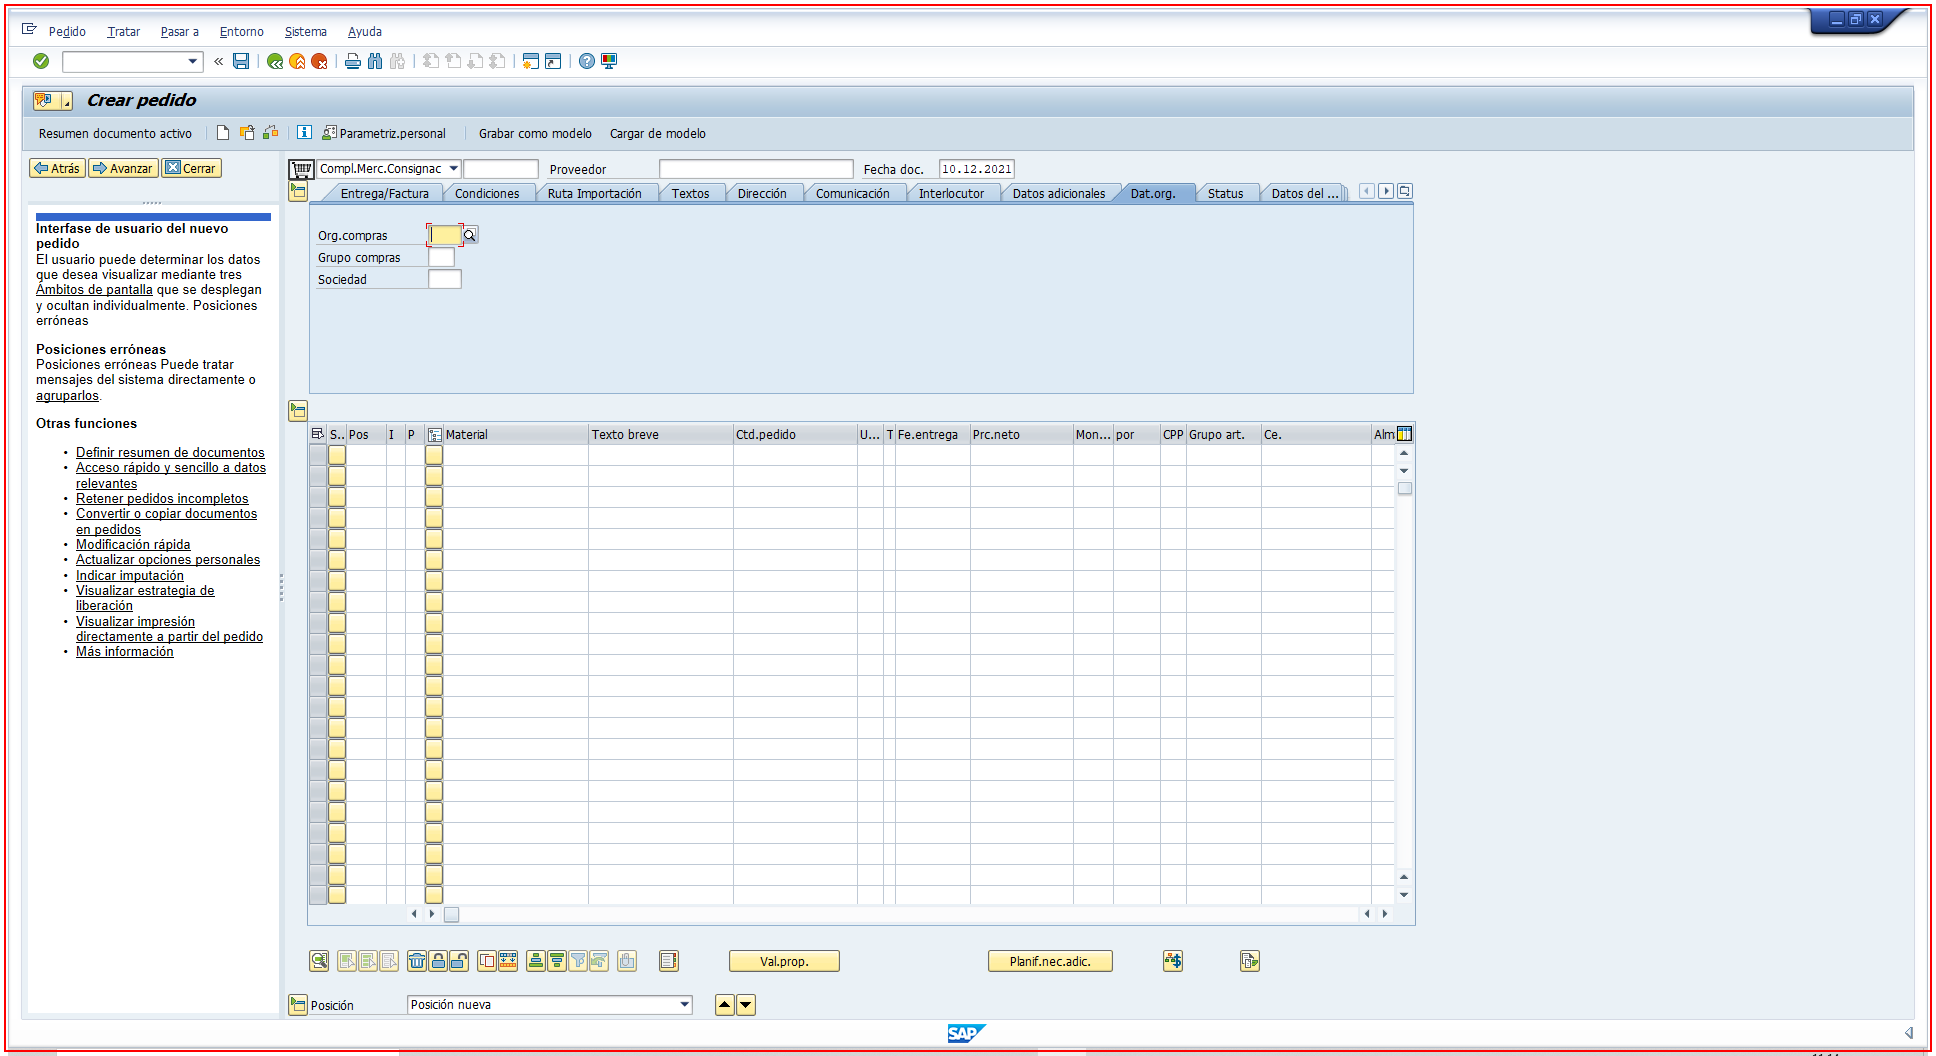 Pedido Tratar Pasar a Entorno Sistema Ayuda
Crear pedido
Resumen documento activo Parametriz.personal Grabar como modelo Cargar de modelo
Atrás Avanzar Cerrar
Interfase de usuario del nuevo
pedido
El usuario puede determinar los datos
que desea visualizar mediante tres
Ámbitos de pantalla que se desplegan
y ocultan individualmente. Posiciones
erróneas
Posiciones erróneas
Posiciones erróneas Puede tratar
mensajes del sistema directamente o
agruparlos.
Otras funciones
• Definir resumen de documentos
• Acceso rápido y sencillo a datos
relevantes
• Retener pedidos incompletos
• Convertir o copiar documentos
en pedidos
• Modificación rápida
• Actualizar opciones personales
• Indicar imputación
• Visualizar estrategia de
liberación
• Visualizar impresión
directamente a partir del pedido
• Más información
Compl.Merc.Consignac Proveedor Fecha doc. 10.12.2021
Entrega/Factura Condiciones Ruta Importación Textos Dirección Comunicación Interlocutor Datos adicionales Dat.org. Status Datos del ...
Org.compras
Grupo compras
Sociedad
S.. Pos I P Material Texto breve Ctd.pedido U... T Fe.entrega Prc.neto Mon... por CPP Grupo art. Ce. Alm
Val.prop. Planif.nec.adic.
Posición Posición nueva
SAP